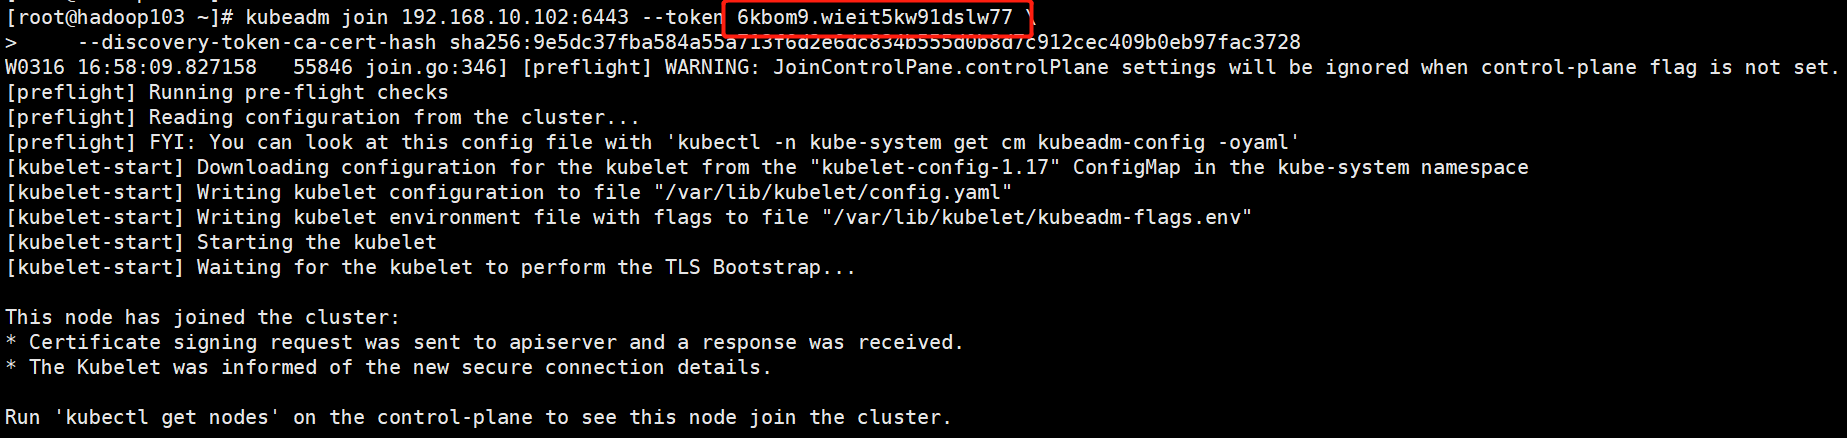 [root@hadoop103 ~]# kubeadm join 192.168.10.102:6443 --token 6kbom9.wieit5kw91dslw77 \
>     --discovery-token-ca-cert-hash sha256:9e5dc37fba584a55a713f6d2e6dc834b555d0b8d7c912cec409b0eb97fac3728
W0316 16:58:09.827158   55846 join.go:346] [preflight] WARNING: JoinControlPane.controlPlane settings will be ignored when control-plane flag is not set.
[preflight] Running pre-flight checks
[preflight] Reading configuration from the cluster...
[preflight] FYI: You can look at this config file with 'kubectl -n kube-system get cm kubeadm-config -oyaml'
[kubelet-start] Downloading configuration for the kubelet from the "kubelet-config-1.17" ConfigMap in the kube-system namespace
[kubelet-start] Writing kubelet configuration to file "/var/lib/kubelet/config.yaml"
[kubelet-start] Writing kubelet environment file with flags to file "/var/lib/kubelet/kubeadm-flags.env"
[kubelet-start] Starting the kubelet
[kubelet-start] Waiting for the kubelet to perform the TLS Bootstrap...

This node has joined the cluster:
* Certificate signing request was sent to apiserver and a response was received.
* The Kubelet was informed of the new secure connection details.

Run 'kubectl get nodes' on the control-plane to see this node join the cluster.